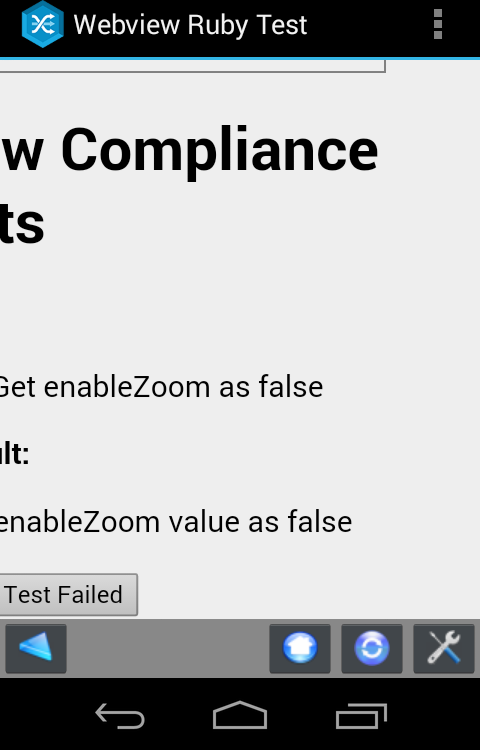 Webview Ruby Test
w Compliance
ts
Get enableZoom as false
ult:
enableZoom value as false
Test Failed